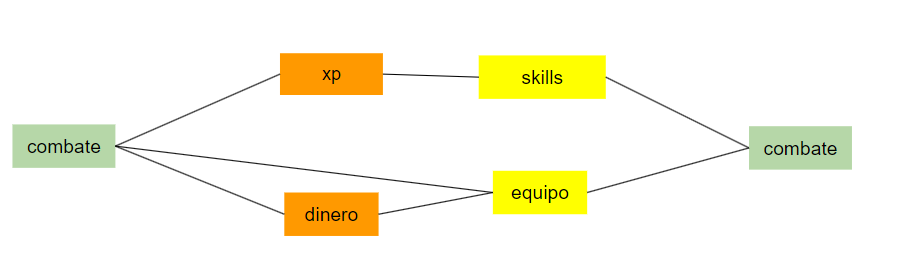 xp
skills
combate
combate
equipo
dinero